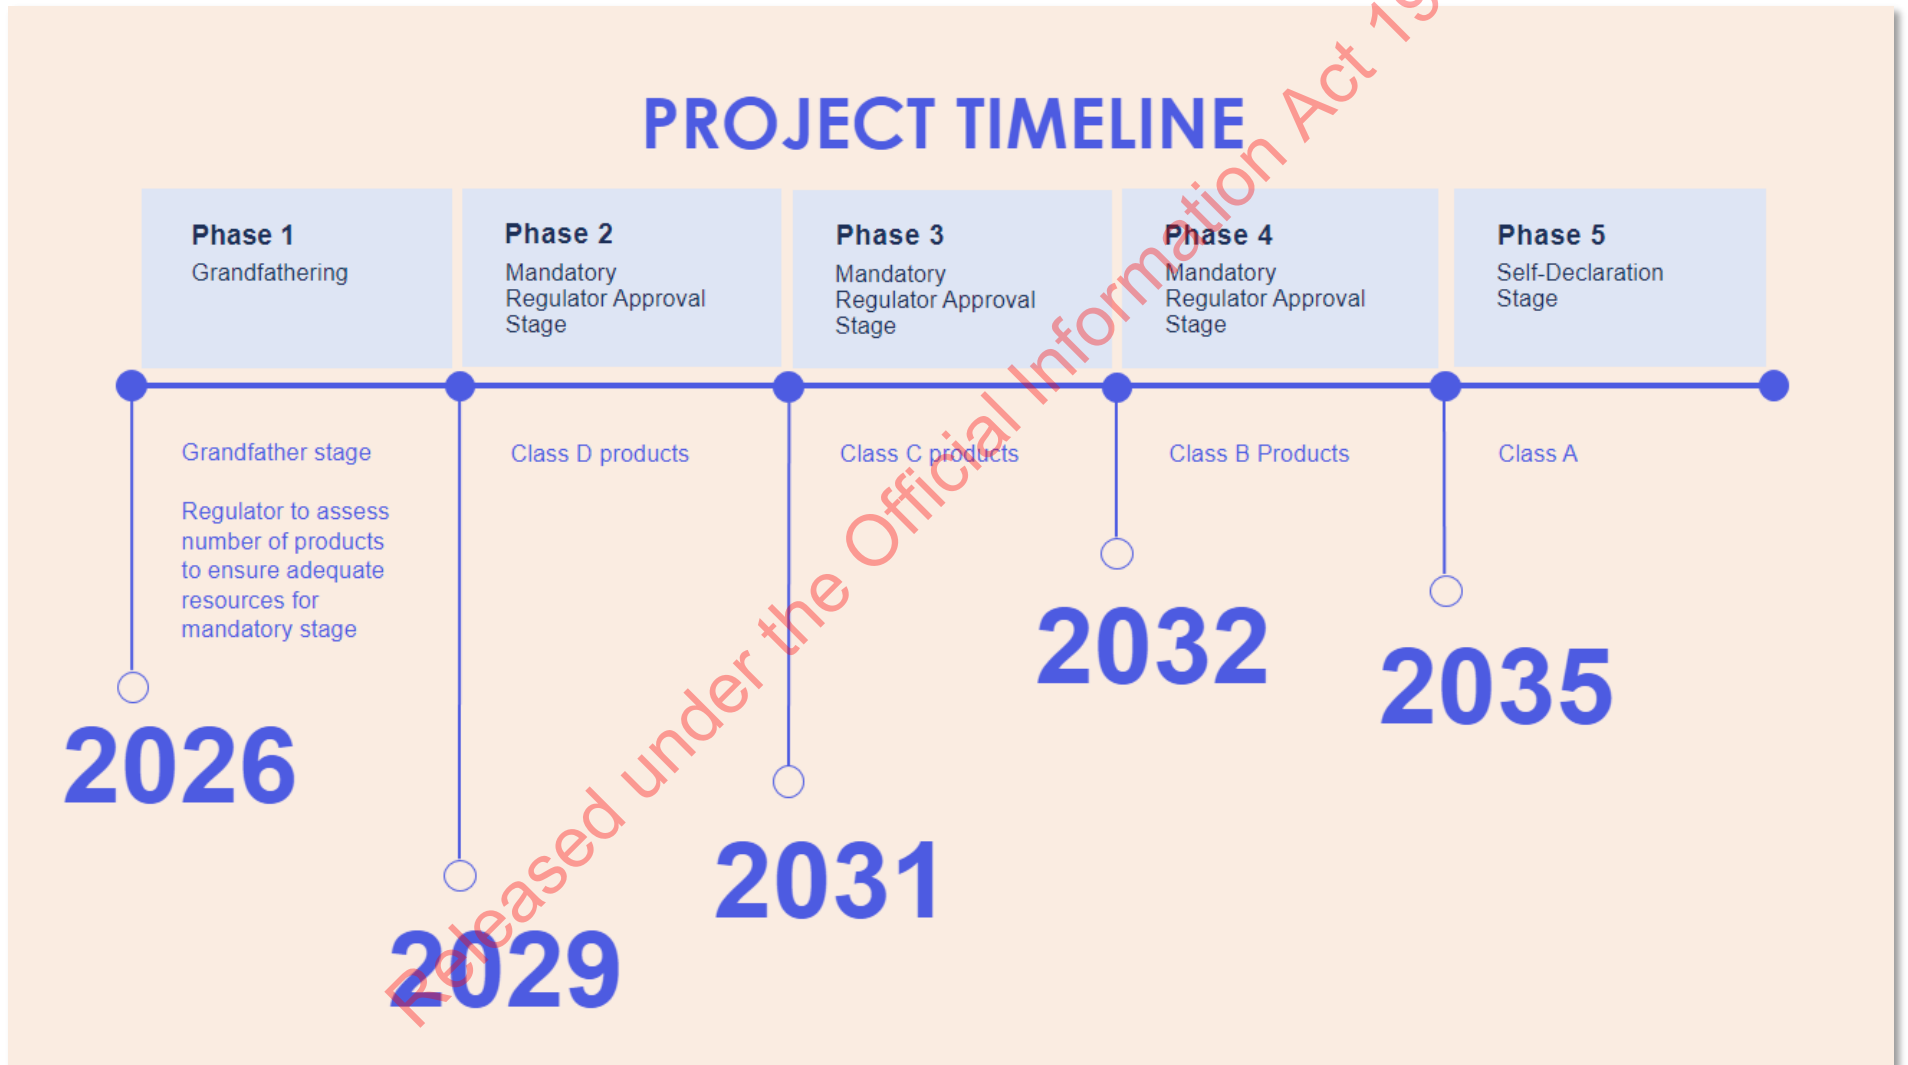 PROJECT TIMELINE
Phase 1
Grandfathering
Phase 2
Mandatory
Regulator Approval
Stage
Phase 3
Mandatory
Regulator Approval
Stage
Phase 4
Mandatory
Regulator Approval
Stage
Phase 5
Self-Declaration
Stage
Grandfather stage
Regulator to assess
number of products
to ensure adequate
resources for
mandatory stage
Class D products
Class C products
Class B Products
Class A
2026
2029
2031
2032
2035
Released under the Official Information Act